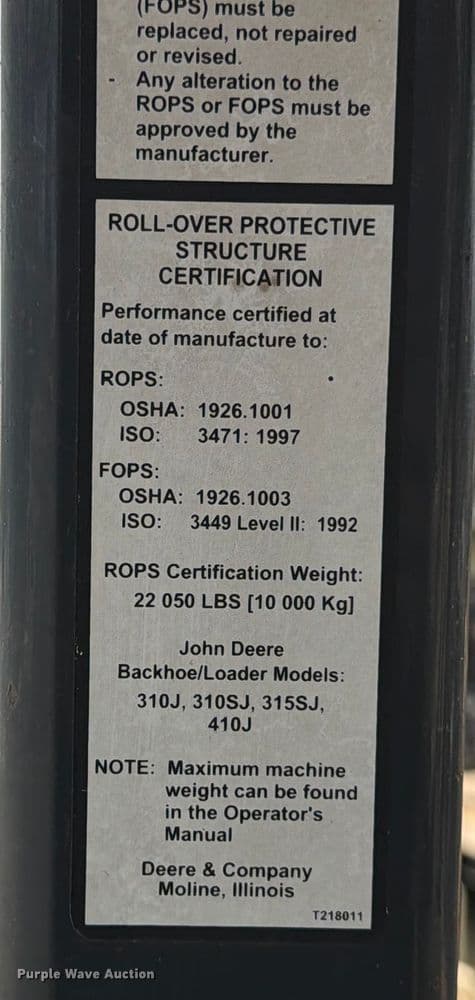 (FOPS) must be
replaced, not repaired
or revised.
- Any alteration to the
ROPS or FOPS must be
approved by the
manufacturer.
ROLL-OVER PROTECTIVE
STRUCTURE
CERTIFICATION
Performance certified at
date of manufacture to:
ROPS:
OSHA: 1926.1001
ISO: 3471: 1997
FOPS:
OSHA: 1926.1003
ISO: 3449 Level II: 1992
ROPS Certification Weight:
22 050 LBS [10 000 Kg]
John Deere
Backhoe/Loader Models:
310J, 310SJ, 315SJ,
410J
NOTE: Maximum machine
weight can be found
in the Operator's
Manual
Deere & Company
Moline, Illinois
T218011
Purple Wave Auction